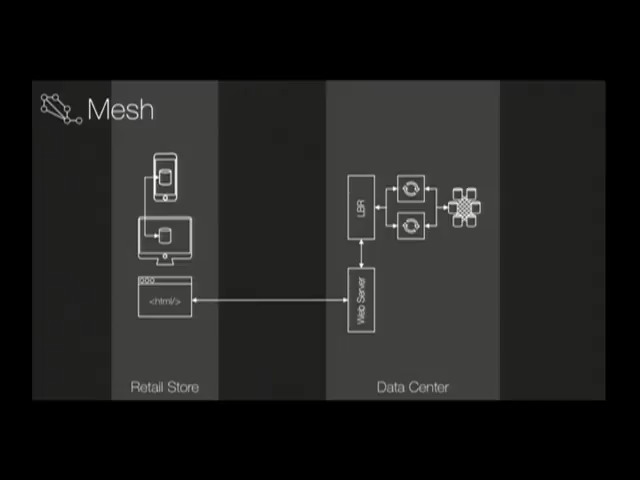 Mesh
LBR
<html/>
Web Server
Retail Store
Data Center